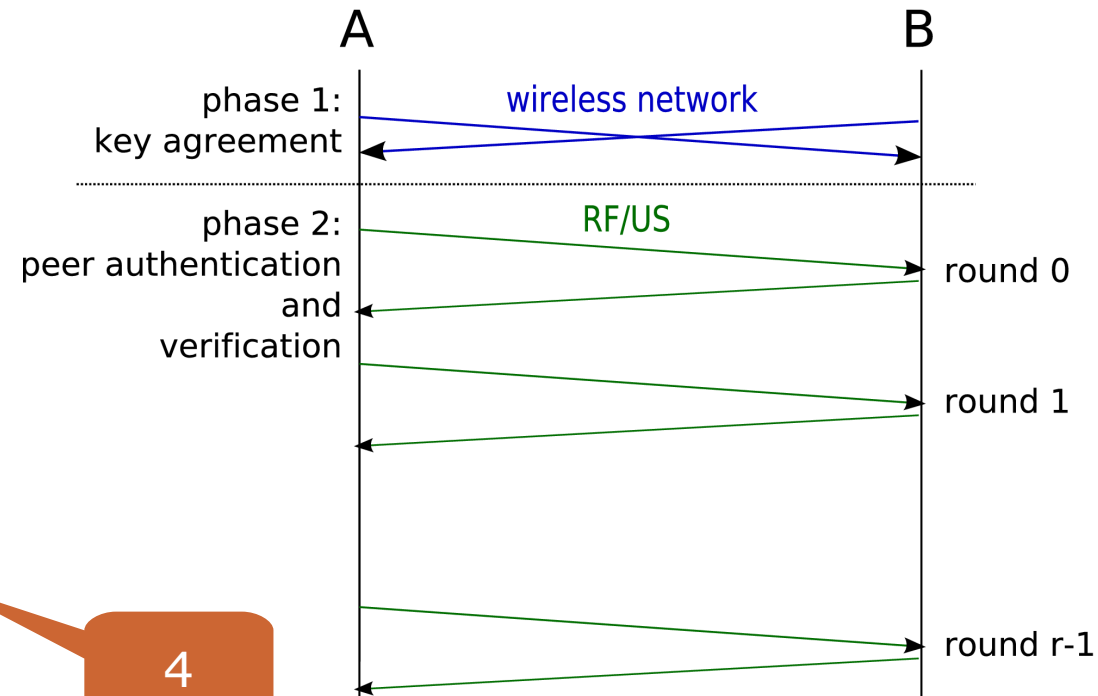 A
B
phase 1:
key agreement
wireless network
phase 2:
peer authentication
and
verification
RF/US
round 0
round 1
round r-1
4